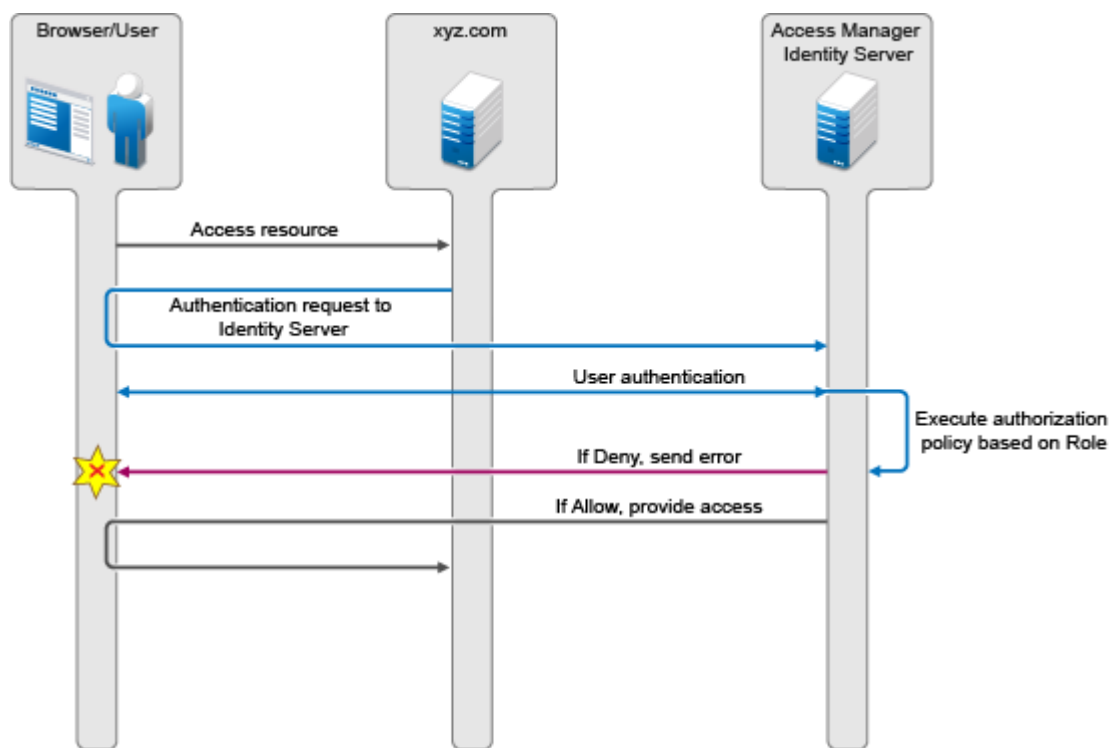 Browser/User
xyz.com
Access Manager
Identity Server
Access resource
Authentication request to
Identity Server
User authentication
Execute authorization
policy based on Role
If Deny, send error
If Allow, provide access